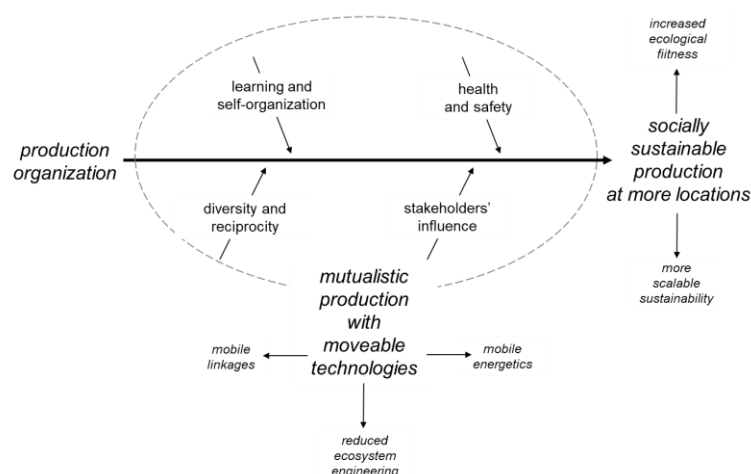 increased
ecological
fiitness
learning and
self-organization
health
and safety
production
organization
socially
sustainable
production
at more locations
diversity and
reciprocity
stakeholders'
influence
mutualistic
production
with
moveable
technologies
more
scalable
sustainability
mobile
linkages
mobile
energetics
reduced
ecosystem
engineering